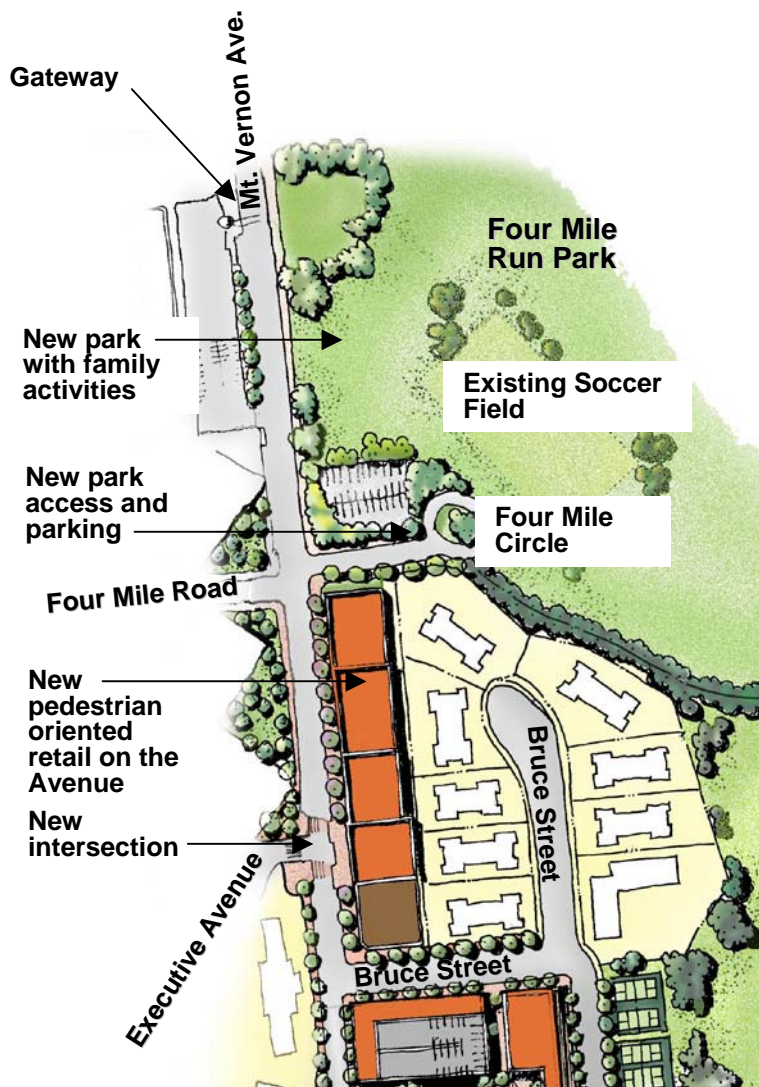 Mt. Vernon Ave.
Gateway
Four Mile
Run Park
New park
with family
activities
Existing Soccer
Field
New park
access and
parking
Four Mile
Circle
Four Mile Road
New
pedestrian
oriented
retail on the
Avenue
Bruce Street
New
intersection
Executive Avenue
Bruce Street